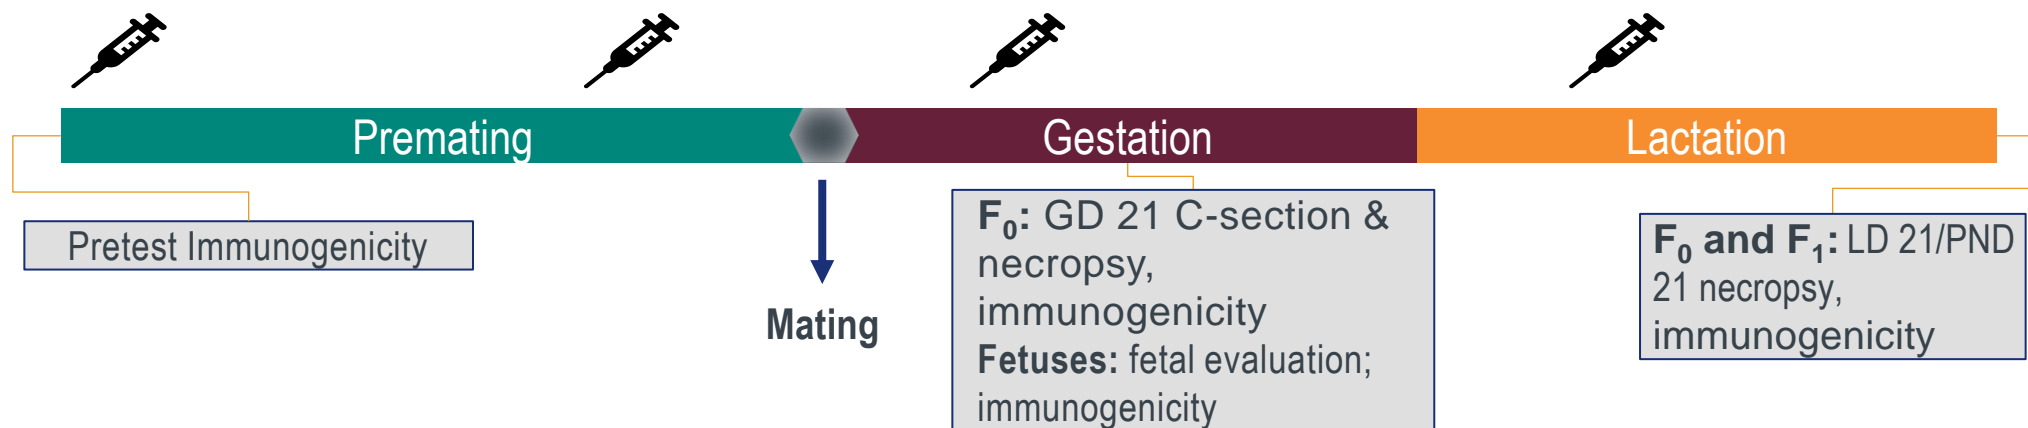 Premating
Gestation
Lactation
Pretest Immunogenicity
Mating
F₀: GD 21 C-section &
necropsy,
immunogenicity
Fetuses: fetal evaluation;
immunogenicity
F₀ and F₁: LD 21/PND
21 necropsy,
immunogenicity